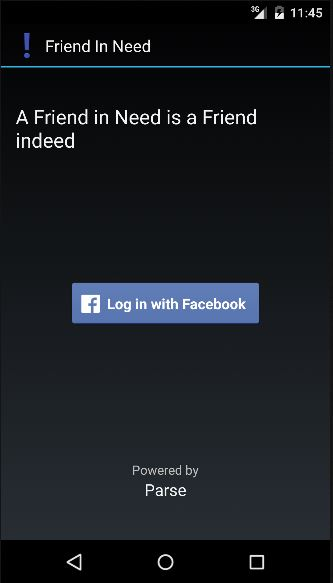 3G 11:45
! Friend In Need
A Friend in Need is a Friend
indeed
f Log in with Facebook
Powered by
Parse